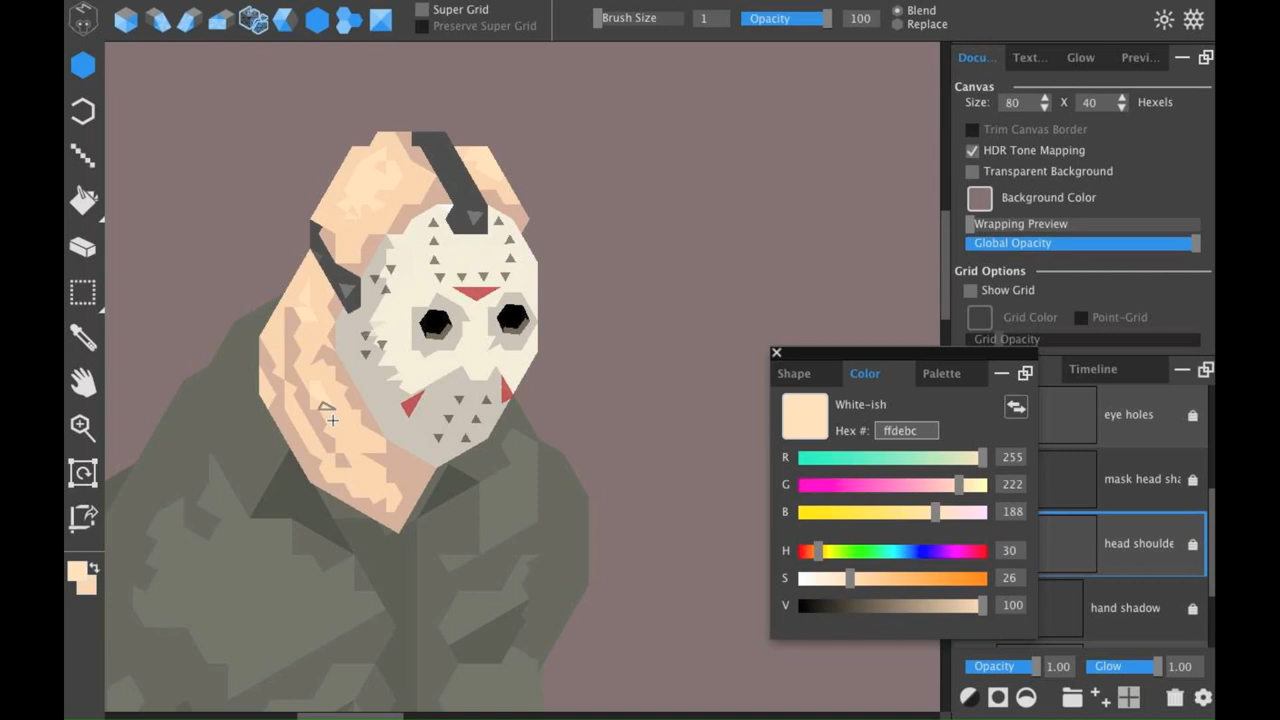 Super Grid
Preserve Super Grid
Brush Size 1 Opacity 100
Blend
Replace
Docu... Text... Glow Previ...
Canvas
Size: 80 X 40 Hexels
Trim Canvas Border
HDR Tone Mapping
Transparent Background
Background Color
Wrapping Preview
Global Opacity
Grid Options
Show Grid
Grid Color Point-Grid
Grid Opacity
Timeline
Shape Color Palette
White-ish
Hex #: ffdebc
R 255
G 222
B 188
H 30
S 26
V 100
eye holes
mask head sha
head shoulde
hand shadow
Opacity 1.00 Glow 1.00